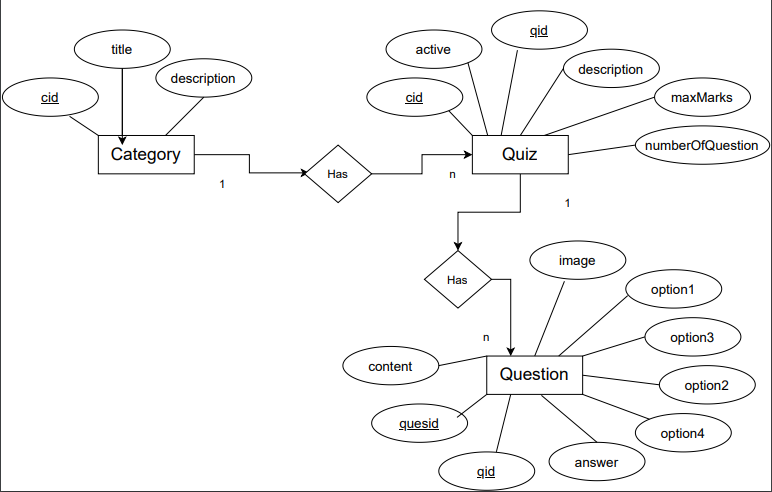 title
description
cid
Category
1
Has
n
active
qid
description
cid
maxMarks
numberOfQuestion
Quiz
1
Has
n
image
option1
option3
content
Question
option2
quesid
option4
qid
answer